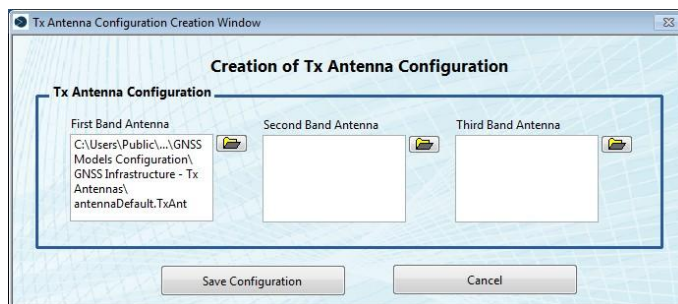 Tx Antenna Configuration Creation Window
Creation of Tx Antenna Configuration
Tx Antenna Configuration
First Band Antenna
C:\Users\Public\...\GNSS
Models Configuration\
GNSS Infrastructure - Tx
Antennas\
antennaDefault.TxAnt
Second Band Antenna
Third Band Antenna
Save Configuration
Cancel